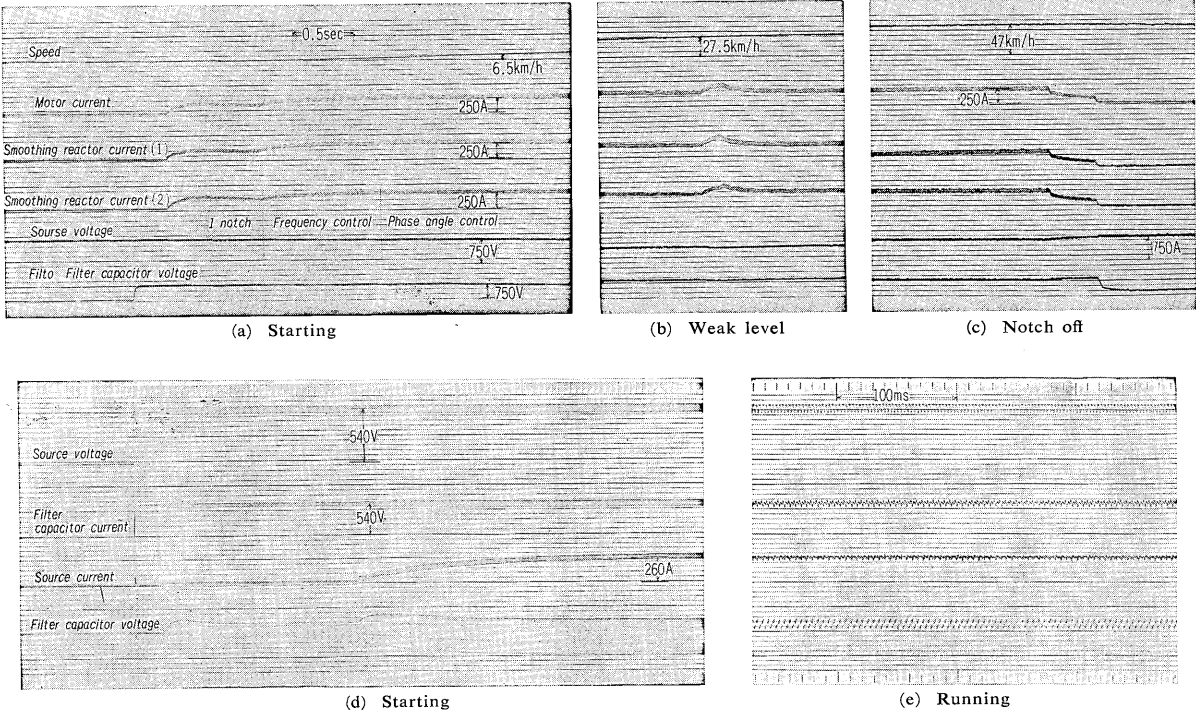 0.5sec
Speed
6.5km/h
Motor current
250A
Smoothing reactor current (1)
250A
Smoothing reactor current (2)
250A
1 notch Frequency control Phase angle control
Sourse voltage
750V
Filto Filter capacitor voltage
750V
(a) Starting
27.5km/h
(b) Weak level
47km/h
250A
750A
(c) Notch off
540V
Source voltage
Filter
capacitor current
540V
Source current
260A
Filter capacitor voltage
(d) Starting
100ms
(e) Running